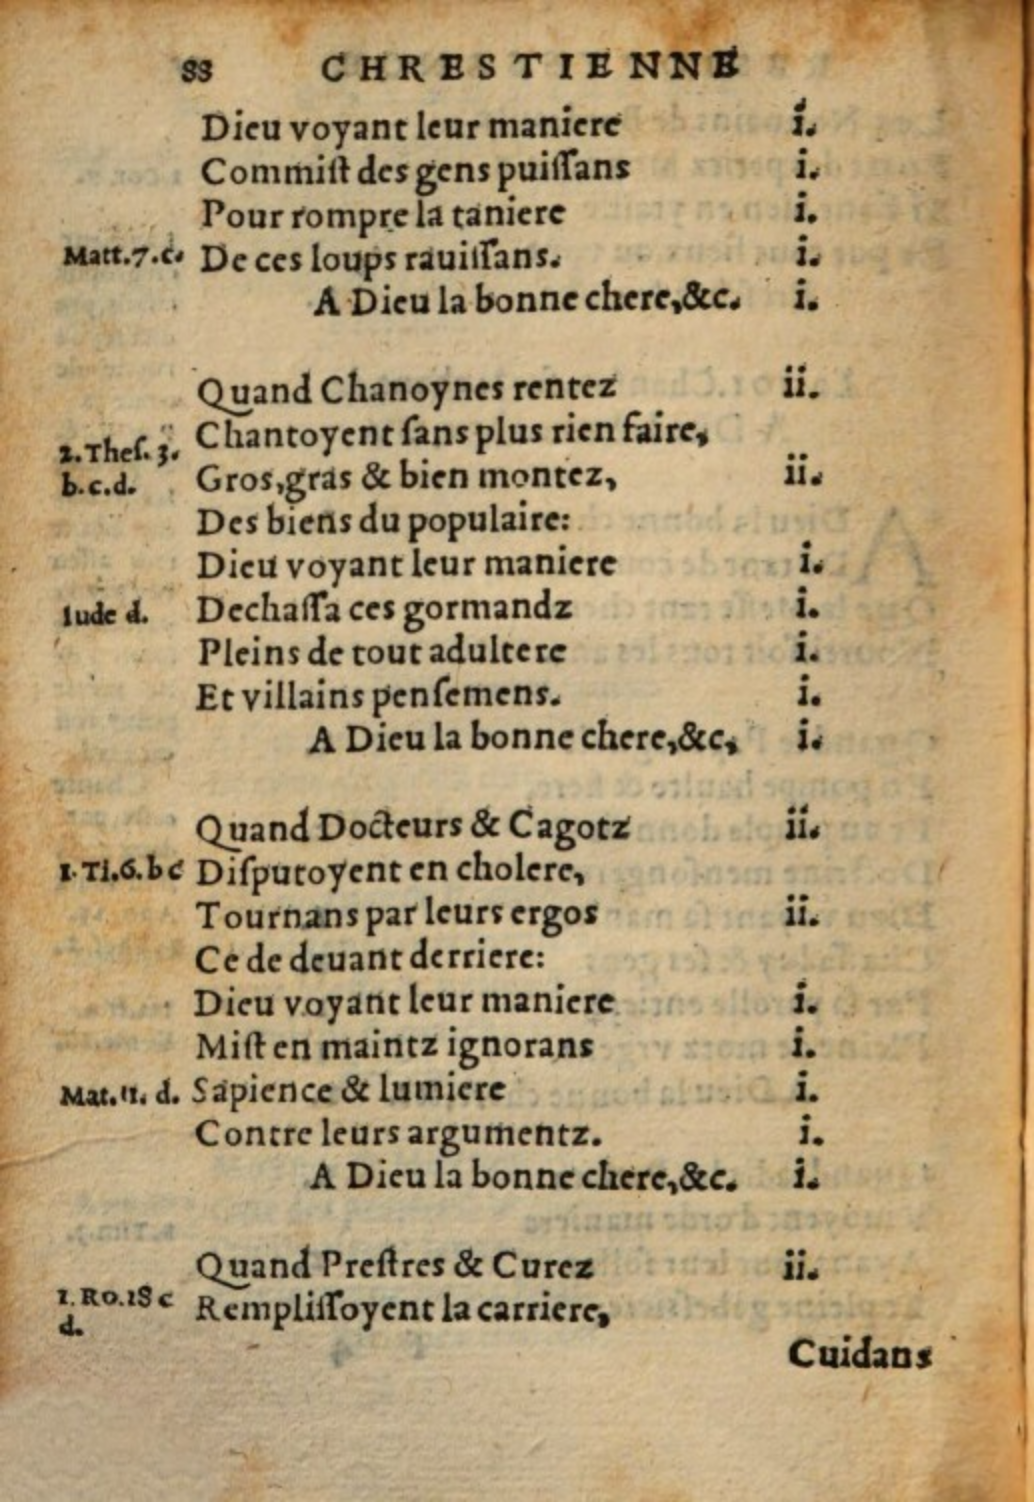 88 CHRESTIENNE
Dieu voyant leur maniere i.
Commiſt des gens puiſſans i.
Pour rompre la taniere i.
Matt.7.c. De ces loups rauiſſans. i.
A Dieu la bonne chere,&c. i.
Quand Chanoynes rentez ii.
Chantoyent ſans plus rien faire,
2.Theſ.3.
b.c.d. Gros,gras & bien montez, ii.
Des biens du populaire:
Dieu voyant leur maniere i.
Iude d. Dechaſſa ces gormandz i.
Pleins de tout adultere i.
Et villains penſemens. i.
A Dieu la bonne chere,&c, i.
Quand Docteurs & Cagotz ii.
1.Ti.6.b c Diſputoyent en cholere,
Tournans par leurs ergos ii.
Ce de deuant derriere:
Dieu voyant leur maniere i.
Miſt en maintz ignorans i.
Mat.11. d. Sapience & lumiere i.
Contre leurs argumentz. i.
A Dieu la bonne chere,&c. i.
Quand Preſtres & Curez ii.
1.Ro.18 c Rempliſſoyent la carriere,
d.
Cuidans